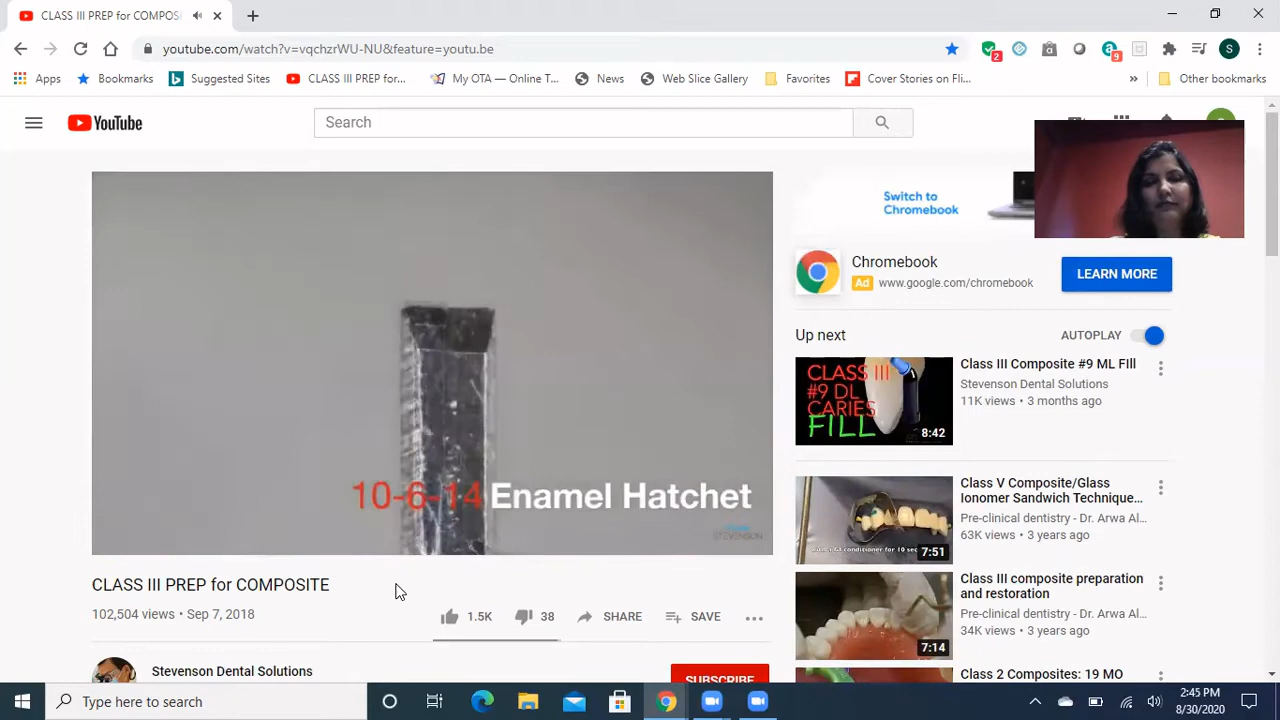 CLASS III PREP for COMPOS
youtube.com/watch?v=vqchzrWU-NU&feature=youtu.be
2
9
S
Apps
Bookmarks
Suggested Sites
CLASS III PREP for...
My OTA — Online T...
News
Web Slice Gallery
Favorites
Cover Stories on Fli...
»
Other bookmarks
YouTube
Search
Switch to
Chromebook
Chromebook
Ad www.google.com/chromebook
LEARN MORE
Up next
AUTOPLAY
10-6-14 Enamel Hatchet
STEVENSON
CLASS III PREP for COMPOSITE
102,504 views • Sep 7, 2018
1.5K
38
SHARE
SAVE
Stevenson Dental Solutions
SUBSCRIBE
CLASS III
#9 DL
CARIES
FILL
8:42
Class III Composite #9 ML FIll
Stevenson Dental Solutions
11K views • 3 months ago
7:51
Class V Composite/Glass
Ionomer Sandwich Technique...
Pre-clinical dentistry - Dr. Arwa Al...
63K views • 3 years ago
7:14
Class III composite preparation
and restoration
Pre-clinical dentistry - Dr. Arwa Al...
34K views • 3 years ago
Class 2 Composites: 19 MO
Type here to search
2:45 PM
8/30/2020